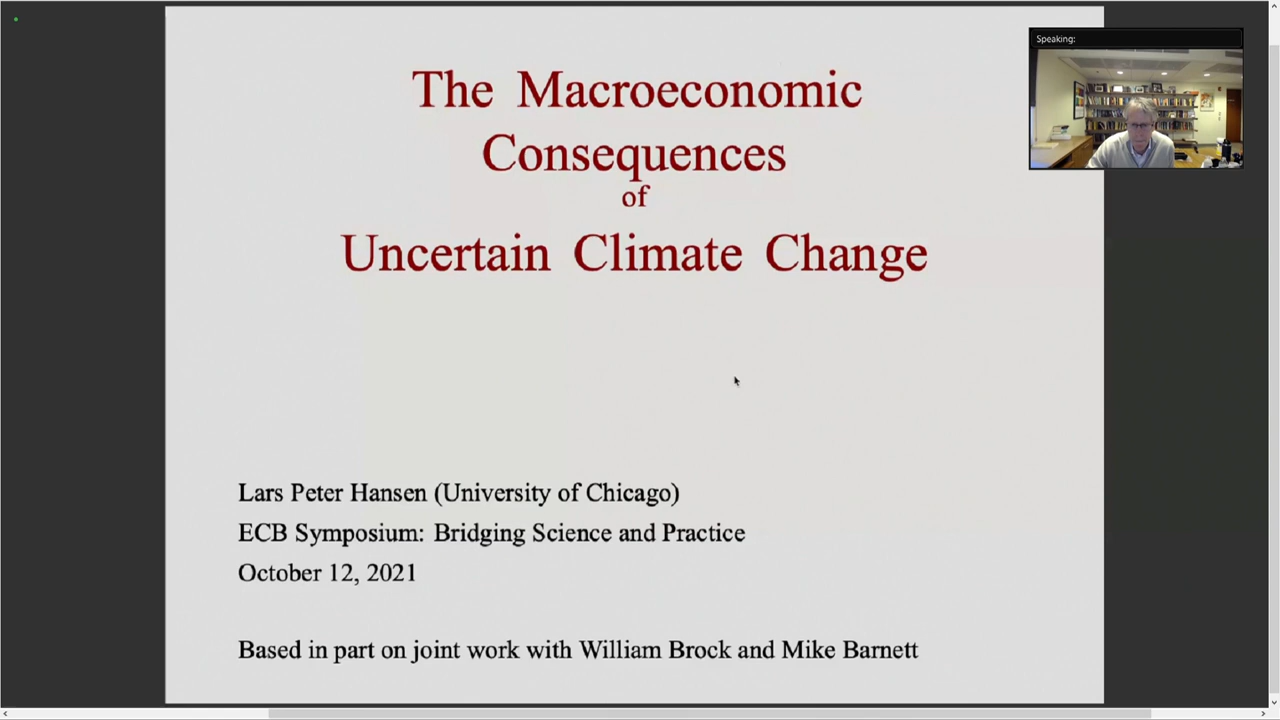 Speaking:
The Macroeconomic
Consequences
of
Uncertain Climate Change
Lars Peter Hansen (University of Chicago)
ECB Symposium: Bridging Science and Practice
October 12, 2021
Based in part on joint work with William Brock and Mike Barnett